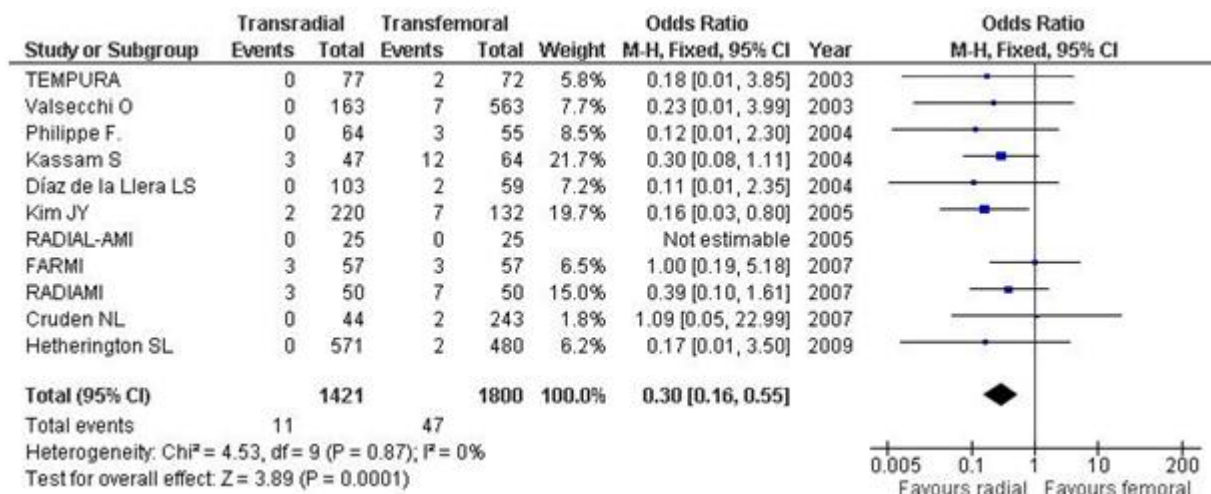 Transradial Transfemoral Odds Ratio Odds Ratio
Study or Subgroup Events Total Events Total Weight M-H, Fixed, 95% CI Year M-H, Fixed, 95% CI
TEMPURA 0 77 2 72 5.8% 0.18 [0.01, 3.85] 2003
Valsecchi O 0 163 7 563 7.7% 0.23 [0.01, 3.99] 2003
Philippe F. 0 64 3 55 8.5% 0.12 [0.01, 2.30] 2004
Kassam S 3 47 12 64 21.7% 0.30 [0.08, 1.11] 2004
Díaz de la Llera LS 0 103 2 59 7.2% 0.11 [0.01, 2.35] 2004
Kim JY 2 220 7 132 19.7% 0.16 [0.03, 0.80] 2005
RADIAL-AMI 0 25 0 25 Not estimable 2005
FARMI 3 57 3 57 6.5% 1.00 [0.19, 5.18] 2007
RADIAMI 3 50 7 50 15.0% 0.39 [0.10, 1.61] 2007
Cruden NL 0 44 2 243 1.8% 1.09 [0.05, 22.99] 2007
Hetherington SL 0 571 2 480 6.2% 0.17 [0.01, 3.50] 2009
Total (95% CI) 1421 1800 100.0% 0.30 [0.16, 0.55]
Total events 11 47
Heterogeneity: Chi² = 4.53, df = 9 (P = 0.87); I² = 0%
Test for overall effect: Z = 3.89 (P = 0.0001)
0.005 0.1 1 10 200
Favours radial Favours femoral